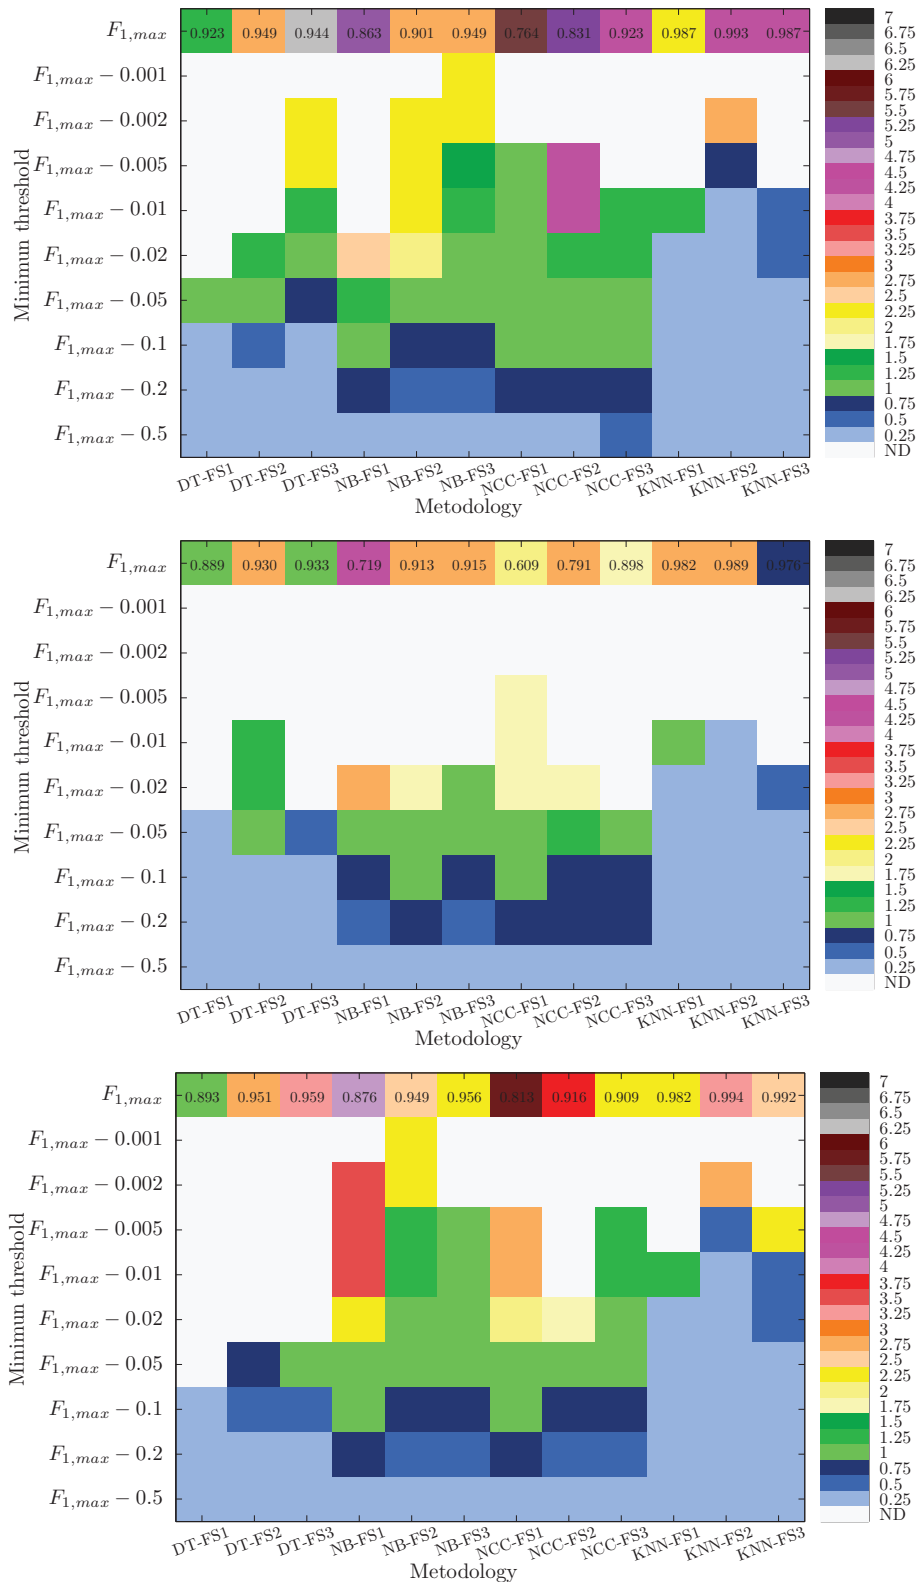 F1,max
0.923 0.949 0.944 0.863 0.901 0.949 0.764 0.831 0.923 0.987 0.993 0.987
F1,max − 0.001
F1,max − 0.002
F1,max − 0.005
F1,max − 0.01
F1,max − 0.02
F1,max − 0.05
F1,max − 0.1
F1,max − 0.2
F1,max − 0.5
Minimun threshold
DT-FS1 DT-FS2 DT-FS3 NB-FS1 NB-FS2 NB-FS3 NCC-FS1 NCC-FS2 NCC-FS3 KNN-FS1 KNN-FS2 KNN-FS3
Metodology
7
6.75
6.5
6.25
6
5.75
5.5
5.25
5
4.75
4.5
4.25
4
3.75
3.5
3.25
3
2.75
2.5
2.25
2
1.75
1.5
1.25
1
0.75
0.5
0.25
ND
F1,max
0.889 0.930 0.933 0.719 0.913 0.915 0.609 0.791 0.898 0.982 0.989 0.976
F1,max − 0.001
F1,max − 0.002
F1,max − 0.005
F1,max − 0.01
F1,max − 0.02
F1,max − 0.05
F1,max − 0.1
F1,max − 0.2
F1,max − 0.5
Minimun threshold
DT-FS1 DT-FS2 DT-FS3 NB-FS1 NB-FS2 NB-FS3 NCC-FS1 NCC-FS2 NCC-FS3 KNN-FS1 KNN-FS2 KNN-FS3
Metodology
7
6.75
6.5
6.25
6
5.75
5.5
5.25
5
4.75
4.5
4.25
4
3.75
3.5
3.25
3
2.75
2.5
2.25
2
1.75
1.5
1.25
1
0.75
0.5
0.25
ND
F1,max
0.893 0.951 0.959 0.876 0.949 0.956 0.813 0.916 0.909 0.982 0.994 0.992
F1,max − 0.001
F1,max − 0.002
F1,max − 0.005
F1,max − 0.01
F1,max − 0.02
F1,max − 0.05
F1,max − 0.1
F1,max − 0.2
F1,max − 0.5
Minimun threshold
DT-FS1 DT-FS2 DT-FS3 NB-FS1 NB-FS2 NB-FS3 NCC-FS1 NCC-FS2 NCC-FS3 KNN-FS1 KNN-FS2 KNN-FS3
Metodology
7
6.75
6.5
6.25
6
5.75
5.5
5.25
5
4.75
4.5
4.25
4
3.75
3.5
3.25
3
2.75
2.5
2.25
2
1.75
1.5
1.25
1
0.75
0.5
0.25
ND